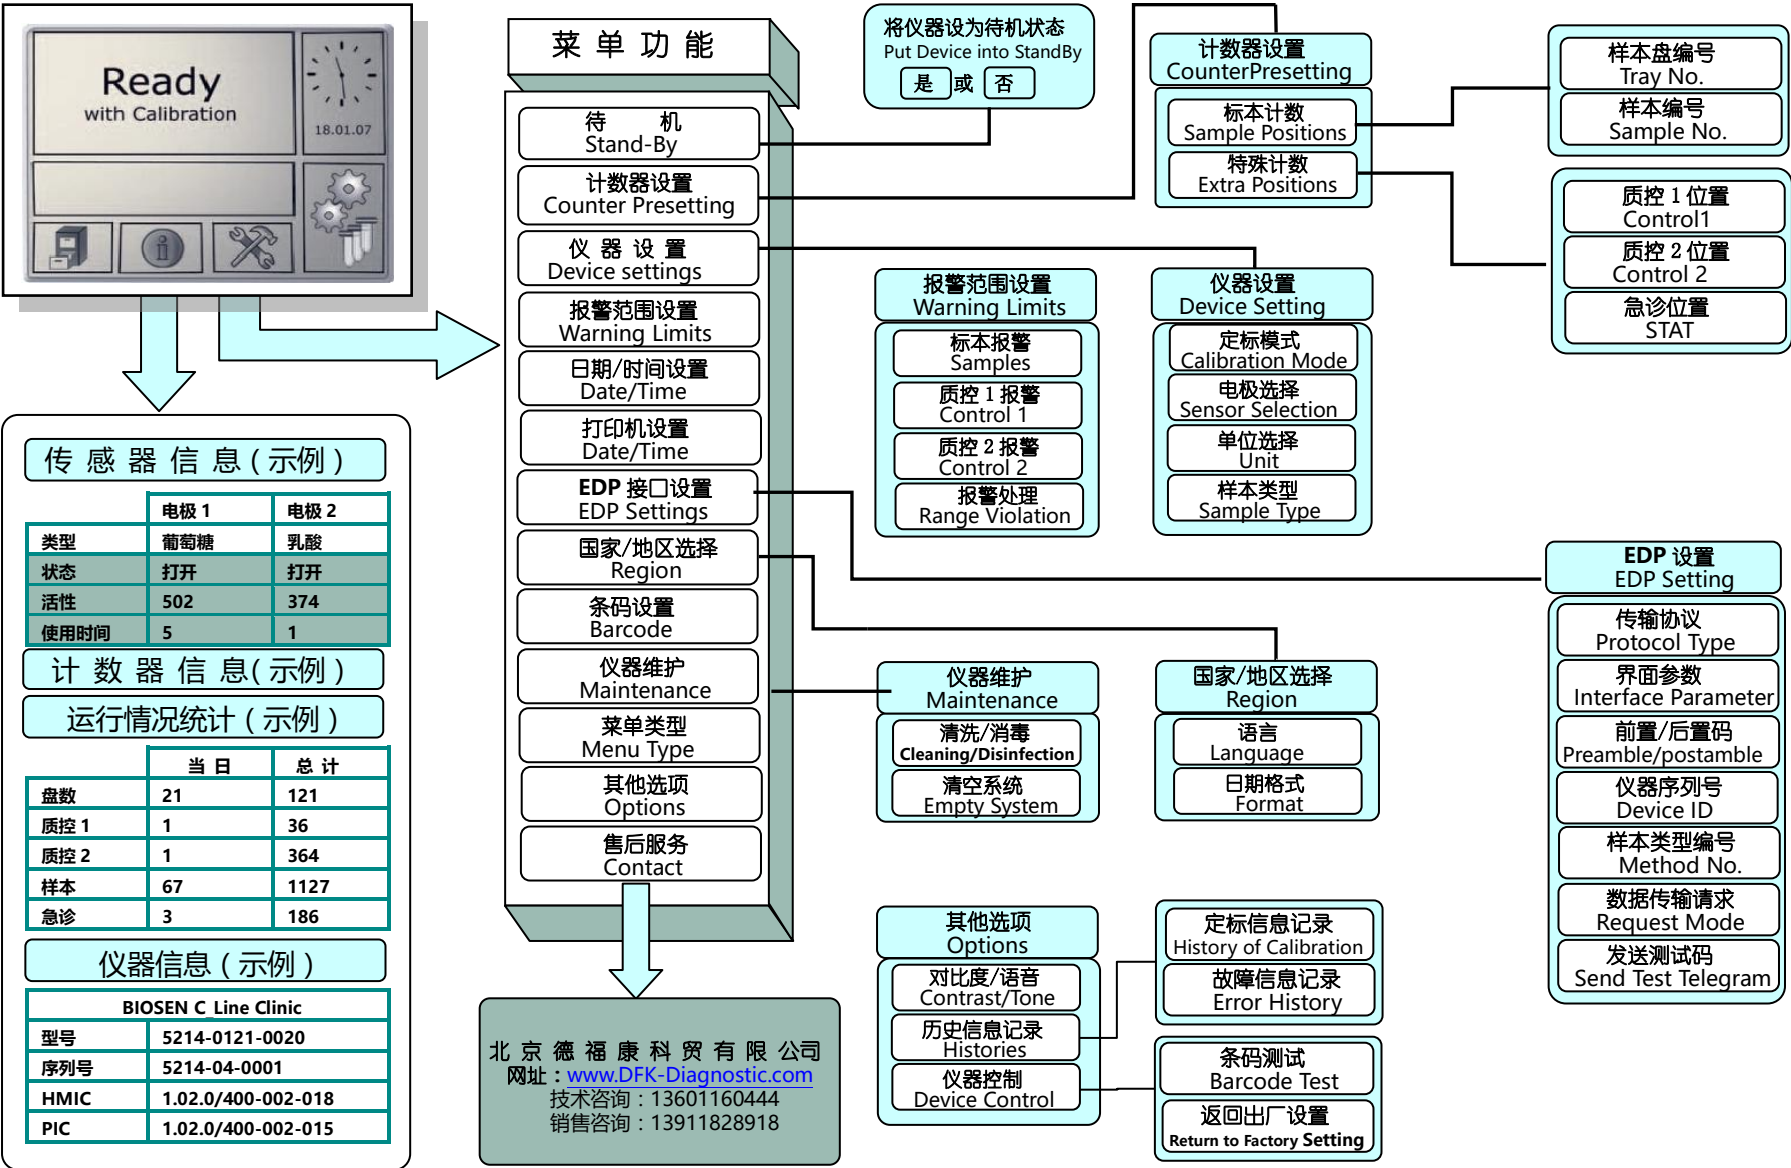 Ready
with Calibration
18.01.07
传 感 器 信 息 ( 示例 )
电极 1 电极 2
类型 葡萄糖 乳酸
状态 打开 打开
活性 502 374
使用时间 5 1
计 数 器 信 息( 示例 )
运行情况统计 ( 示例 )
当 日 总 计
盘数 21 121
质控 1 1 36
质控 2 1 364
样本 67 1127
急诊 3 186
仪器信息 ( 示例 )
BIOSEN C_Line Clinic
型号 5214-0121-0020
序列号 5214-04-0001
HMIC 1.02.0/400-002-018
PIC 1.02.0/400-002-015
菜 单 功 能
待 机
Stand-By
计数器设置
Counter Presetting
仪 器 设 置
Device settings
报警范围设置
Warning Limits
日期/时间设置
Date/Time
打印机设置
Date/Time
EDP 接口设置
EDP Settings
国家/地区选择
Region
条码设置
Barcode
仪器维护
Maintenance
菜单类型
Menu Type
其他选项
Options
售后服务
Contact
北 京 德 福 康 科 贸 有 限 公司
网址：www.DFK-Diagnostic.com
技术咨询：13601160444
销售咨询：13911828918
将仪器设为待机状态
Put Device into StandBy
是 或 否
计数器设置
CounterPresetting
标本计数
Sample Positions
特殊计数
Extra Positions
样本盘编号
Tray No.
样本编号
Sample No.
质控 1 位置
Control1
质控 2 位置
Control 2
急诊位置
STAT
报警范围设置
Warning Limits
标本报警
Samples
质控 1 报警
Control 1
质控 2 报警
Control 2
报警处理
Range Violation
仪器设置
Device Setting
定标模式
Calibration Mode
电极选择
Sensor Selection
单位选择
Unit
样本类型
Sample Type
EDP 设置
EDP Setting
传输协议
Protocol Type
界面参数
Interface Parameter
前置/后置码
Preamble/postamble
仪器序列号
Device ID
样本类型编号
Method No.
数据传输请求
Request Mode
发送测试码
Send Test Telegram
仪器维护
Maintenance
清洗/消毒
Cleaning/Disinfection
清空系统
Empty System
国家/地区选择
Region
语言
Language
日期格式
Format
其他选项
Options
对比度/语音
Contrast/Tone
历史信息记录
Histories
仪器控制
Device Control
定标信息记录
History of Calibration
故障信息记录
Error History
条码测试
Barcode Test
返回出厂设置
Return to Factory Setting